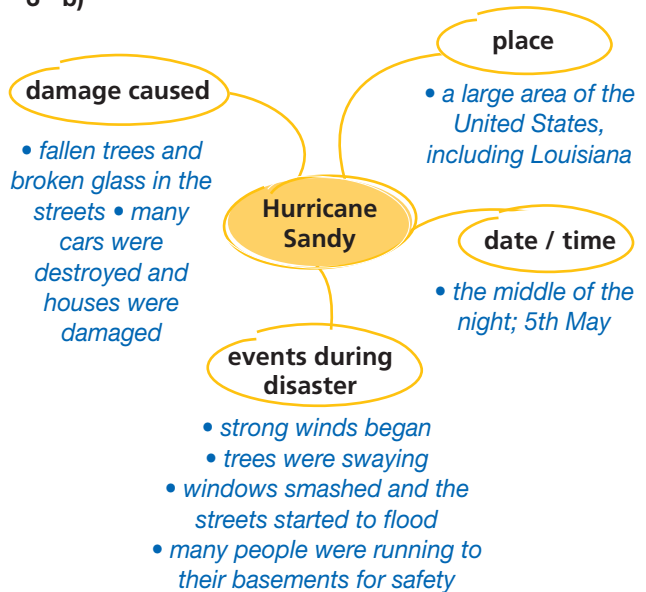 b)
place
• a large area of the
United States,
including Louisiana
damage caused
• fallen trees and
broken glass in the
streets • many
cars were
destroyed and
houses were
damaged
Hurricane
Sandy
date / time
• the middle of the
night; 5th May
events during
disaster
• strong winds began
• trees were swaying
• windows smashed and the
streets started to flood
• many people were running to
their basements for safety